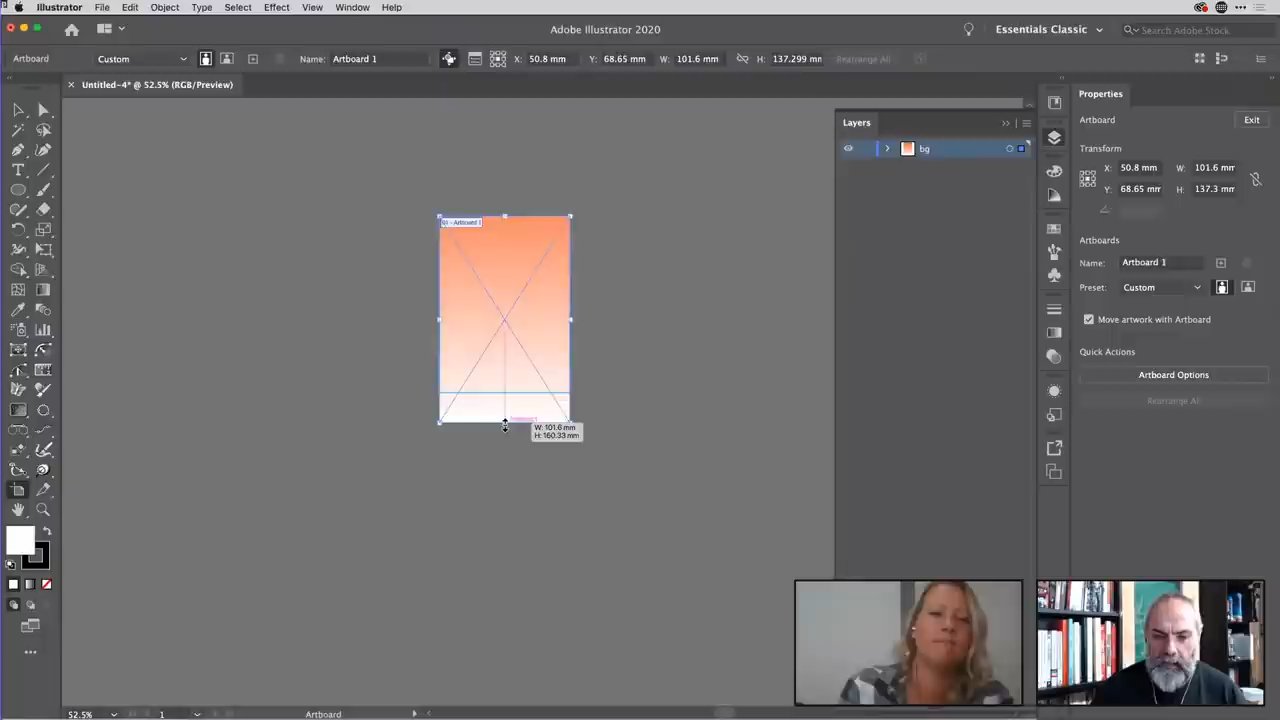 Illustrator File Edit Object Type Select Effect View Window Help
Adobe Illustrator 2020
Essentials Classic
Search Adobe Stock
Artboard Custom Name: Artboard 1 X: 50.8 mm Y: 68.65 mm W: 101.6 mm H: 137.299 mm Rearrange All
Untitled-4* @ 52.5% (RGB/Preview)
Layers
bg
Properties
Artboard Exit
Transform
X: 50.8 mm W: 101.6 mm
Y: 68.65 mm H: 137.3 mm
Artboards
Name: Artboard 1
Preset: Custom
Move artwork with Artboard
Quick Actions
Artboard Options
Rearrange All
01 - Artboard 1
W: 101.6 mm
H: 160.33 mm
52.5% 1 Artboard